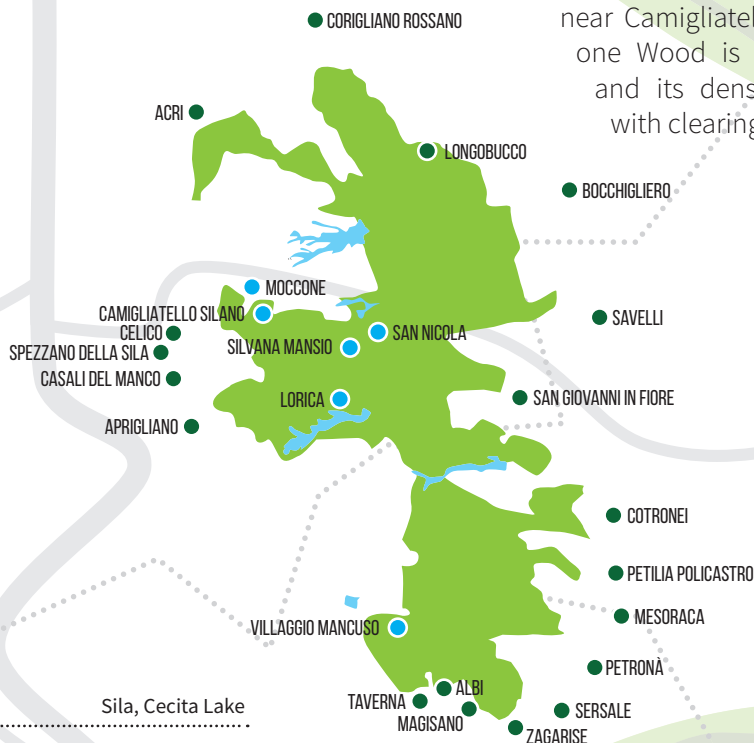 near Camigliatel
one Wood is
and its dens
with clearing
CORIGLIANO ROSSANO
ACRI
LONGOBUCCO
BOCCHIGLIERO
MOCCONE
CAMIGLIATELLO SILANO
CELICO
SPEZZANO DELLA SILA
CASALI DEL MANCO
SAN NICOLA
SILVANA MANSIO
SAVELLI
LORICA
SAN GIOVANNI IN FIORE
APRIGLIANO
COTRONEI
PETILIA POLICASTRO
MESORACA
VILLAGGIO MANCUSO
PETRONÀ
ALBI
TAVERNA
MAGISANO
SERSALE
ZAGARISE
Sila, Cecita Lake